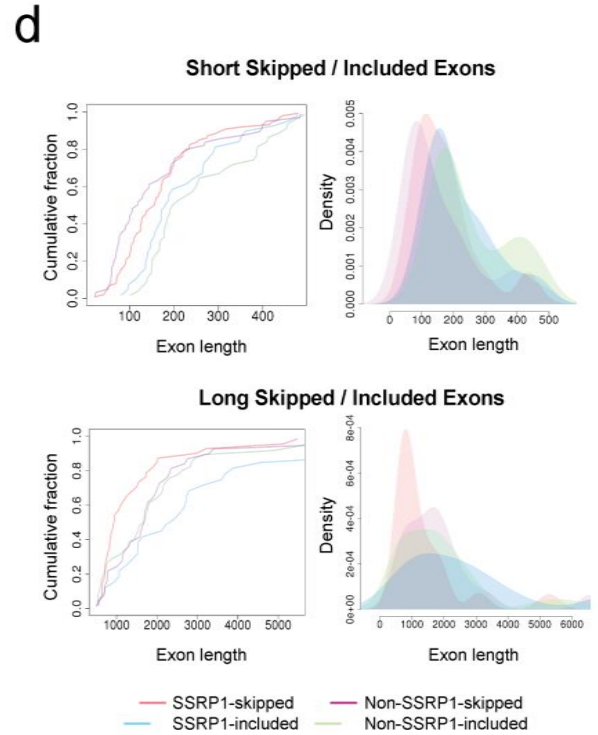 d
Short Skipped / Included Exons
Cumulative fraction
0.0 0.2 0.4 0.6 0.8 1.0
100 200 300 400
Exon length
Density
0.000 0.001 0.002 0.003 0.004 0.005
0 100 200 300 400 500
Exon length
Long Skipped / Included Exons
Cumulative fraction
0.0 0.2 0.4 0.6 0.8 1.0
1000 2000 3000 4000 5000
Exon length
Density
0e+00 2e-04 4e-04 8e-04
0 1000 2000 3000 4000 5000 6000
Exon length
SSRP1-skipped Non-SSRP1-skipped
SSRP1-included Non-SSRP1-included